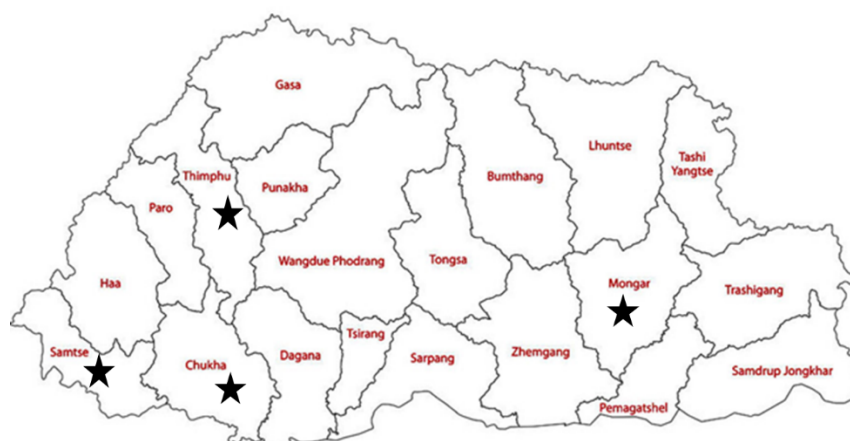 Gasa
Lhuntse
Tashi
Yangtse
Thimphu
Punakha
Bumthang
Paro
Wangdue Phodrang
Tongsa
Haa
Mongar
Trashigang
Tsirang
Samtse
Chukha
Dagana
Sarpang
Zhemgang
Samdrup Jongkhar
Pemagatshel